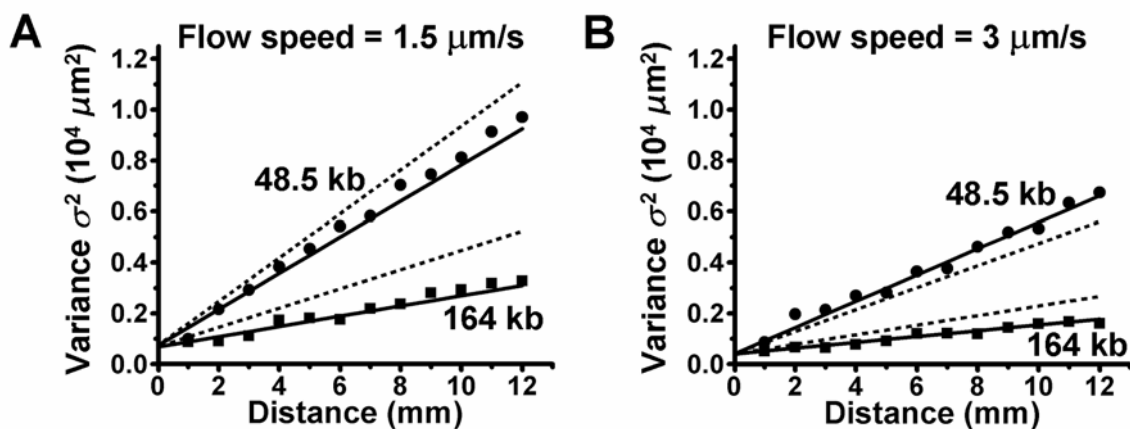 A
Flow speed = 1.5 μm/s
Variance σ² (10⁴ μm²)
1.2
1.0
0.8
0.6
0.4
0.2
0.0
48.5 kb
164 kb
0 2 4 6 8 10 12
Distance (mm)
B
Flow speed = 3 μm/s
Variance σ² (10⁴ μm²)
1.2
1.0
0.8
0.6
0.4
0.2
0.0
48.5 kb
164 kb
0 2 4 6 8 10 12
Distance (mm)